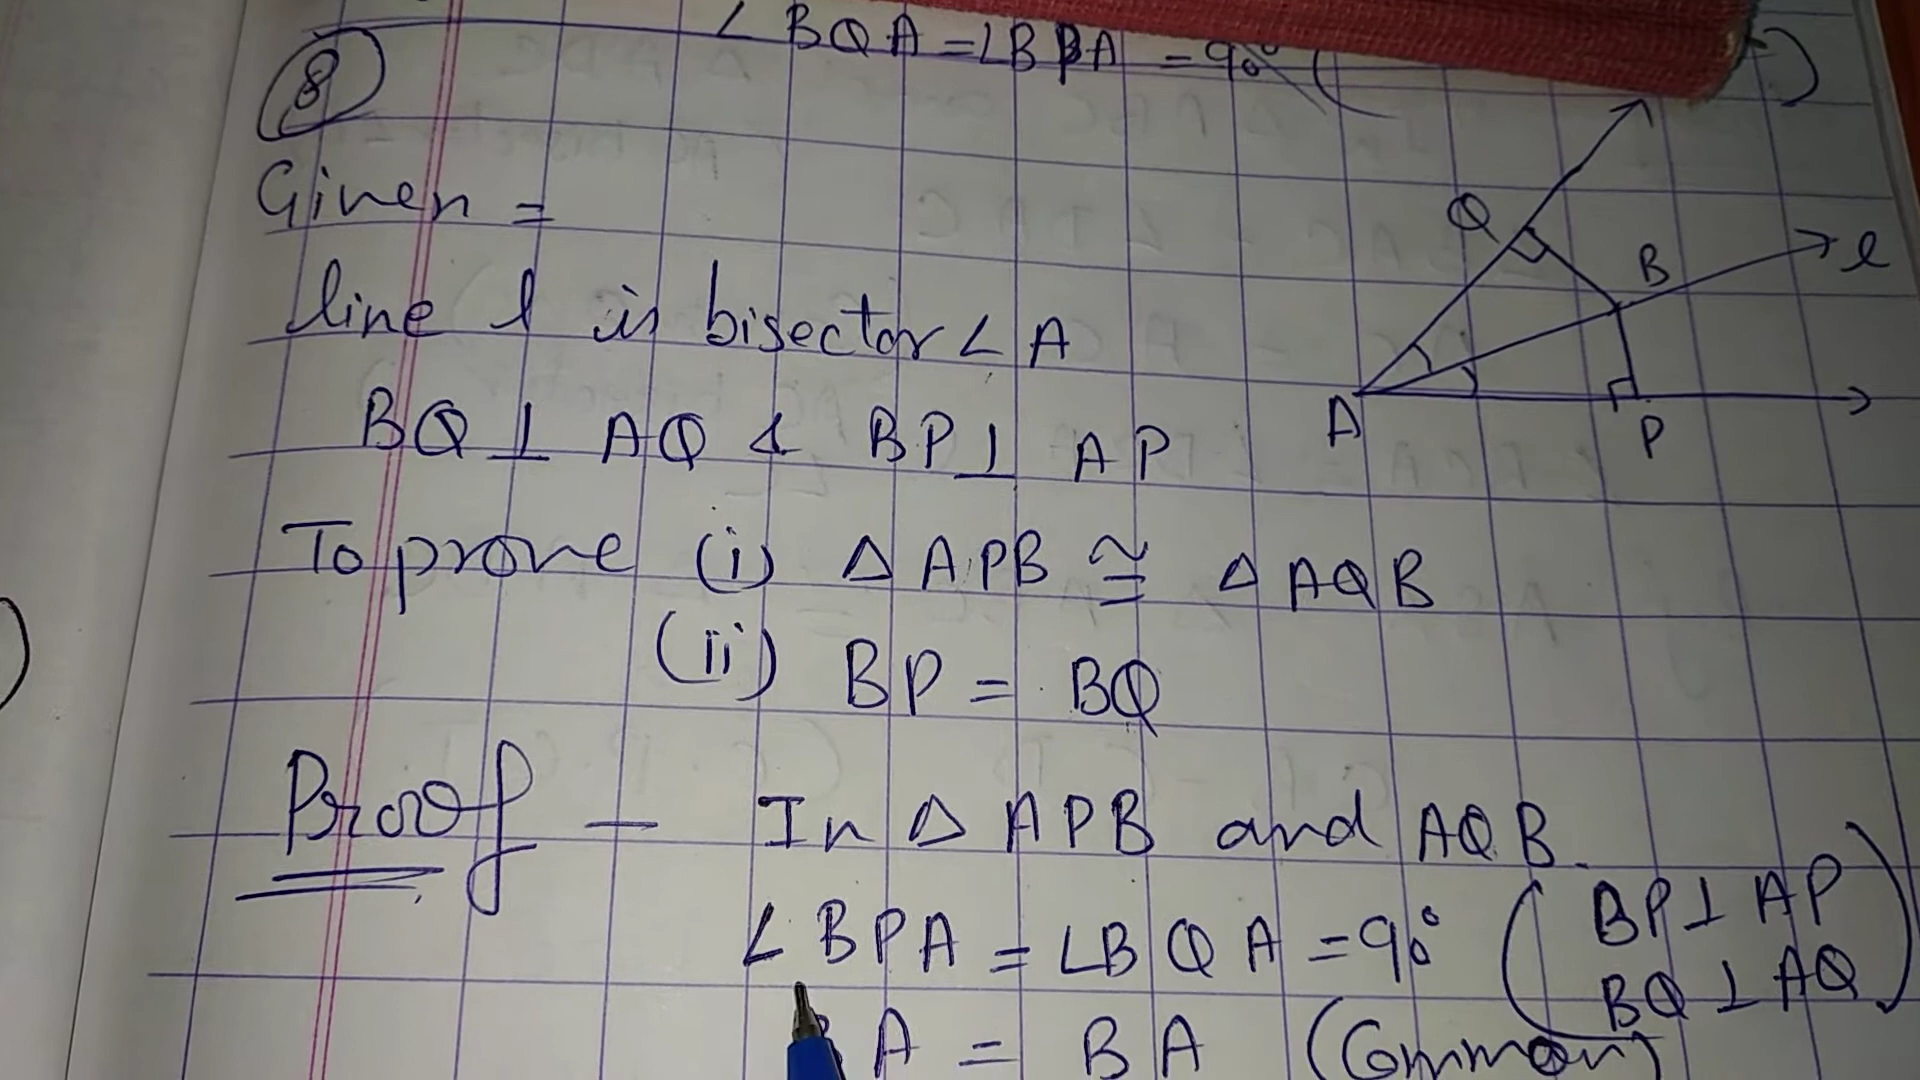 ∠ BQA = ∠BPA = 90° ( )
8
Given =
line l is bisector ∠ A
BQ ⊥ AQ & BP ⊥ AP
To prove (i) Δ APB ≅ Δ AQB
(ii) BP = BQ
Proof - In Δ APB and AQB.
∠ BPA = ∠BQA = 90° (BP ⊥ AP
BQ ⊥ AQ)
BA = BA (Common)
Q
B
l
A
P